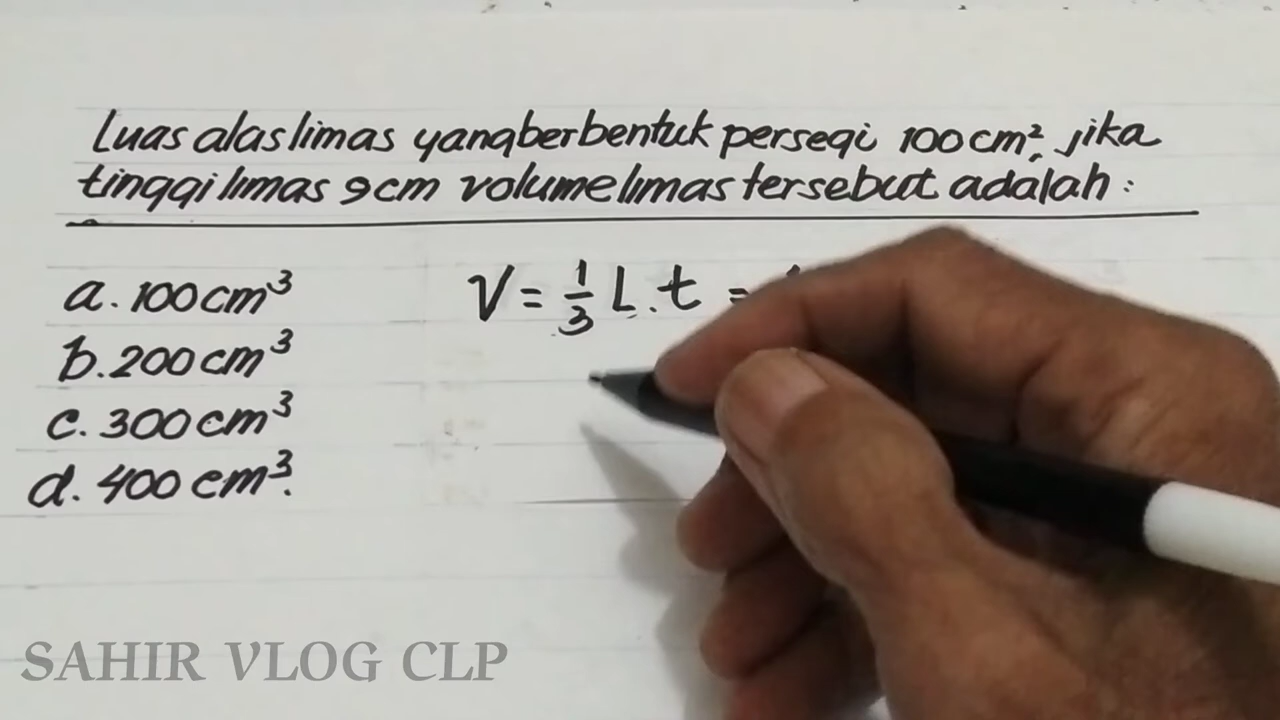 Luas alas limas yang berbentuk persegi 100 cm². jika
tinggi limas 9 cm volume limas tersebut adalah :
a. 100 cm³
b. 200 cm³
c. 300 cm³
d. 400 cm³.
V = 1/3 L . t =
SAHIR VLOG CLP